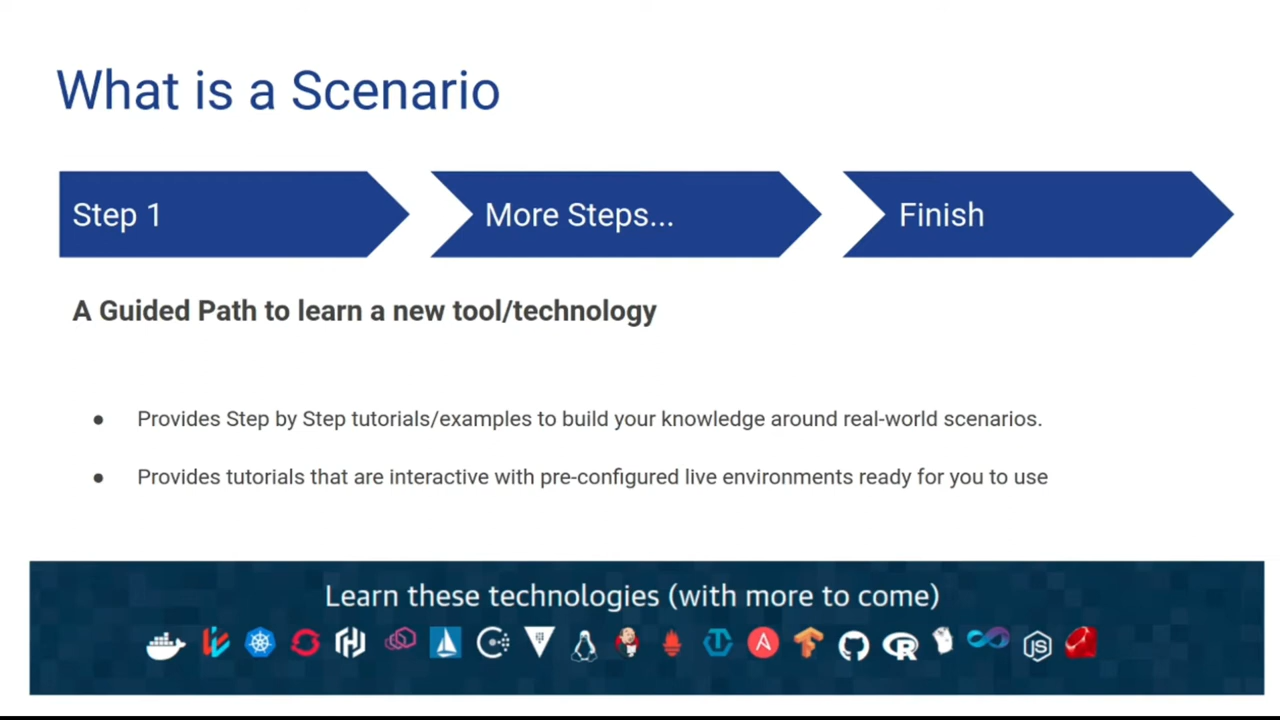 What is a Scenario
Step 1
More Steps...
Finish
A Guided Path to learn a new tool/technology
● Provides Step by Step tutorials/examples to build your knowledge around real-world scenarios.
● Provides tutorials that are interactive with pre-configured live environments ready for you to use
Learn these technologies (with more to come)